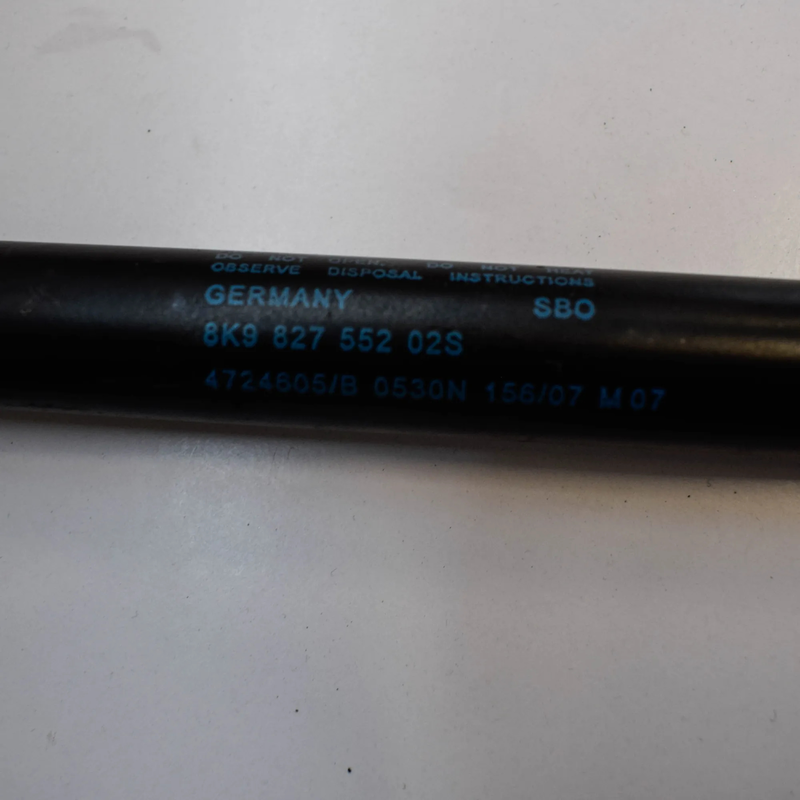 DO NOT OPEN. DO NOT HEAT
OBSERVE DISPOSAL INSTRUCTIONS
GERMANY SBO
8K9 827 552 02S
4724605/B 0530N 156/07 M 07